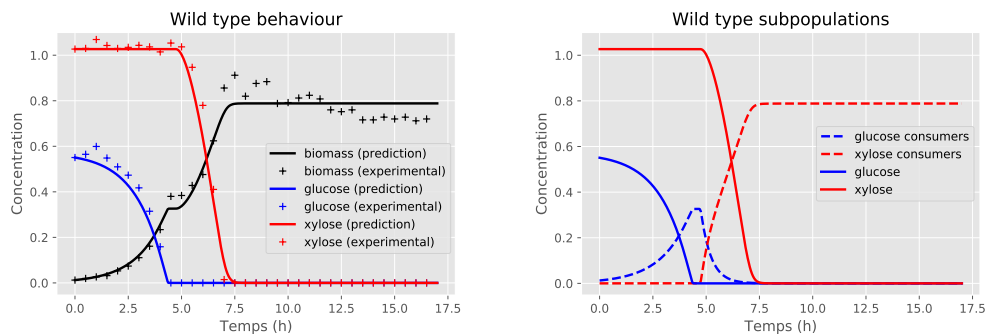 Wild type behaviour
Concentration
1.0
0.8
0.6
0.4
0.2
0.0
biomass (prediction)
biomass (experimental)
glucose (prediction)
glucose (experimental)
xylose (prediction)
xylose (experimental)
0.0 2.5 5.0 7.5 10.0 12.5 15.0 17.5
Temps (h)
Wild type subpopulations
Concentration
1.0
0.8
0.6
0.4
0.2
0.0
glucose consumers
xylose consumers
glucose
xylose
0.0 2.5 5.0 7.5 10.0 12.5 15.0 17.5
Temps (h)